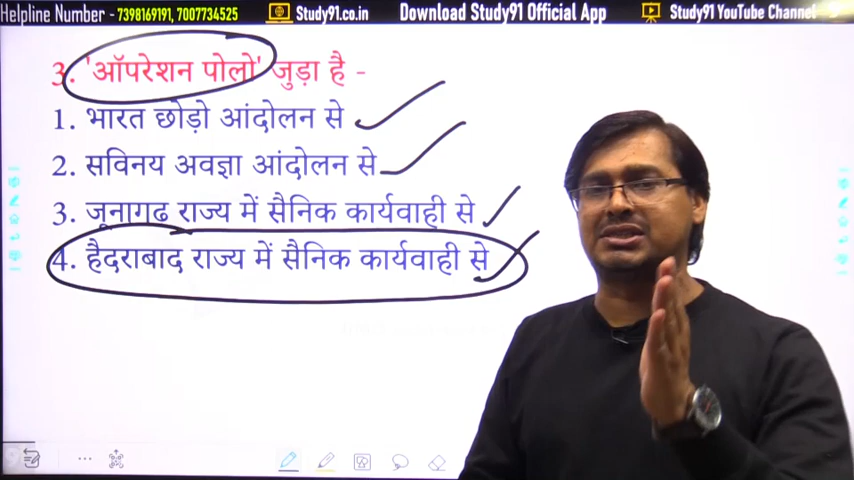 Helpline Number - 7398169191, 7007734525 Study91.co.in Download Study91 Official App Study91 YouTube Channel
3. 'ऑपरेशन पोलो' जुड़ा है -
1. भारत छोड़ो आंदोलन से
2. सविनय अवज्ञा आंदोलन से
3. जूनागढ राज्य में सैनिक कार्यवाही से
4. हैदराबाद राज्य में सैनिक कार्यवाही से